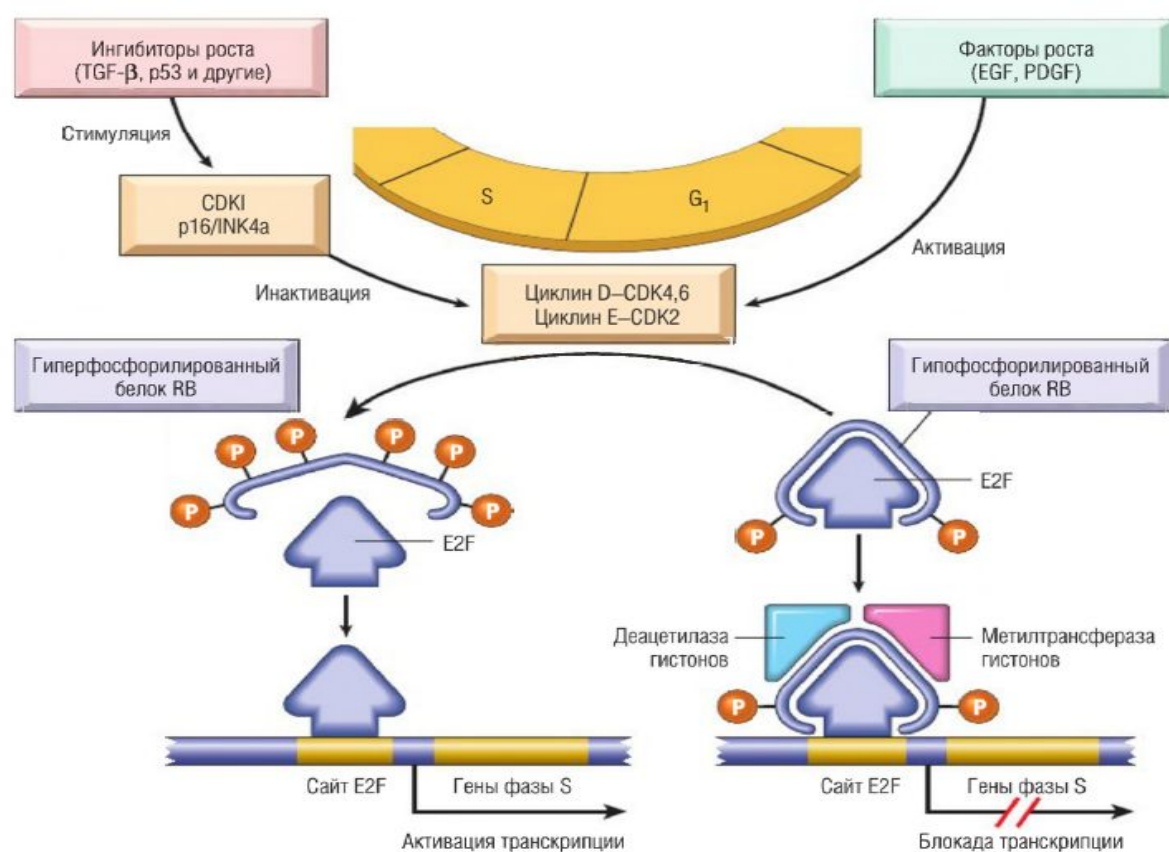 Ингибиторы роста
(TGF-β, p53 и другие)
Факторы роста
(EGF, PDGF)
Стимуляция
CDKI
p16/INK4a
S
G1
Активация
Инактивация
Циклин D–CDK4,6
Циклин E–CDK2
Гиперфосфорилированный
белок RB
Гипофосфорилированный
белок RB
P
P
P
P
P
P
E2F
E2F
P
P
Деацетилаза
гистонов
Метилтрансфераза
гистонов
P
P
Сайт E2F
Гены фазы S
Активация транскрипции
Сайт E2F
Гены фазы S
Блокада транскрипции